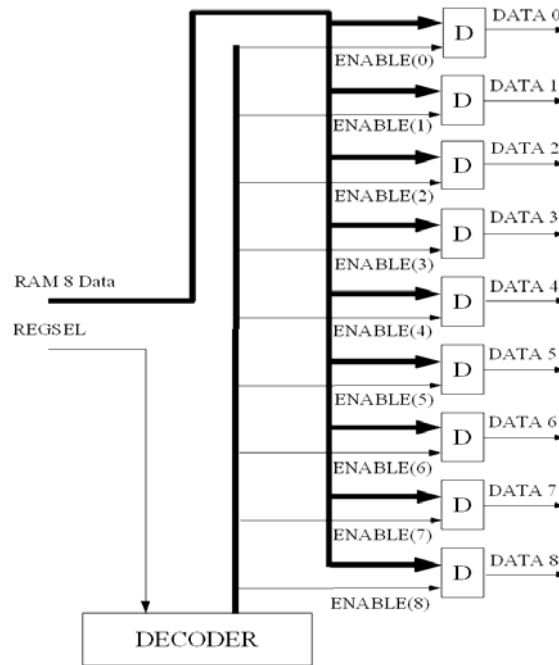 DATA 0
D
ENABLE(0)
DATA 1
D
ENABLE(1)
DATA 2
D
ENABLE(2)
DATA 3
D
ENABLE(3)
RAM 8 Data
DATA 4
D
REGSEL
ENABLE(4)
DATA 5
D
ENABLE(5)
DATA 6
D
ENABLE(6)
DATA 7
D
ENABLE(7)
DATA 8
D
ENABLE(8)
DECODER